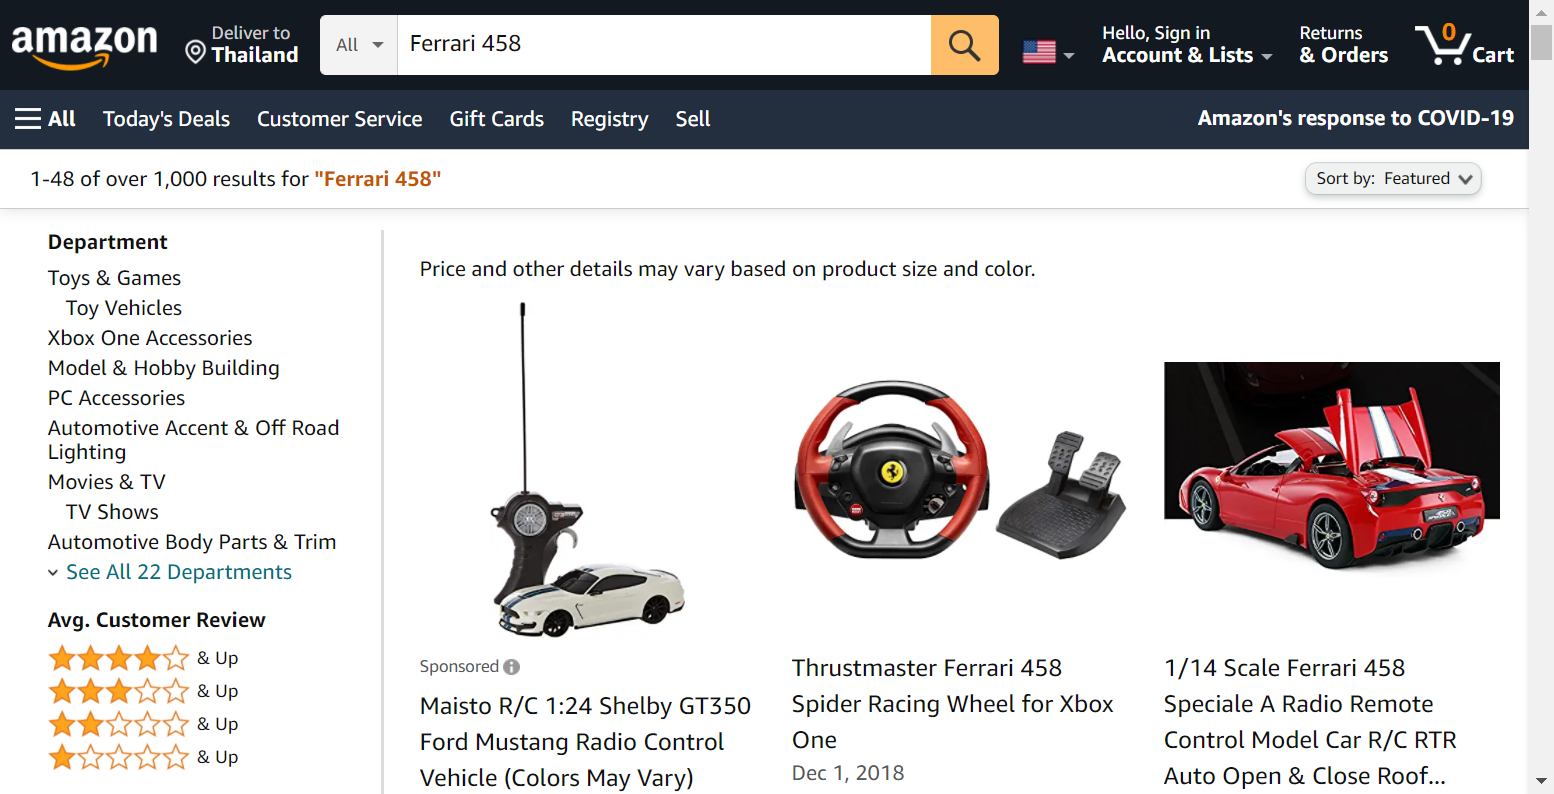 amazon
Deliver to
Thailand
All
Ferrari 458
Hello, Sign in
Account & Lists
Returns
& Orders
0
Cart
All
Today's Deals
Customer Service
Gift Cards
Registry
Sell
Amazon's response to COVID-19
1-48 of over 1,000 results for "Ferrari 458"
Sort by: Featured
Department
Toys & Games
Toy Vehicles
Xbox One Accessories
Model & Hobby Building
PC Accessories
Automotive Accent & Off Road
Lighting
Movies & TV
TV Shows
Automotive Body Parts & Trim
See All 22 Departments
Avg. Customer Review
& Up
& Up
& Up
& Up
Price and other details may vary based on product size and color.
Sponsored
Maisto R/C 1:24 Shelby GT350
Ford Mustang Radio Control
Vehicle (Colors May Vary)
Thrustmaster Ferrari 458
Spider Racing Wheel for Xbox
One
Dec 1, 2018
1/14 Scale Ferrari 458
Speciale A Radio Remote
Control Model Car R/C RTR
Auto Open & Close Roof...